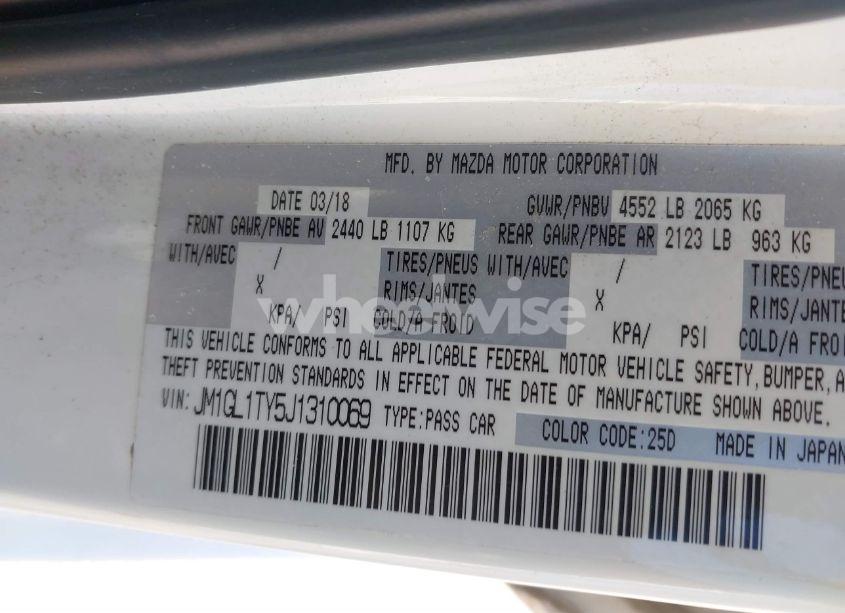 MFD. BY MAZDA MOTOR CORPORATION
DATE 03/18 GVWR/PNBV 4552 LB 2065 KG
FRONT GAWR/PNBE AV 2440 LB 1107 KG REAR GAWR/PNBE AR 2123 LB 963 KG
WITH/AVEC / TIRES/PNEUS WITH/AVEC / TIRES/PNEU
X RIMS/JANTES X RIMS/JANTE
KPA/ PSI COLD/A FROID KPA/ PSI COLD/A FROI
wheelwise
THIS VEHICLE CONFORMS TO ALL APPLICABLE FEDERAL MOTOR VEHICLE SAFETY, BUMPER, A
THEFT PREVENTION STANDARDS IN EFFECT ON THE DATE OF MANUFACTURE SHOWN ABOVE.
VIN: JM1GL1TY5J1310069 TYPE:PASS CAR COLOR CODE:25D MADE IN JAPAN